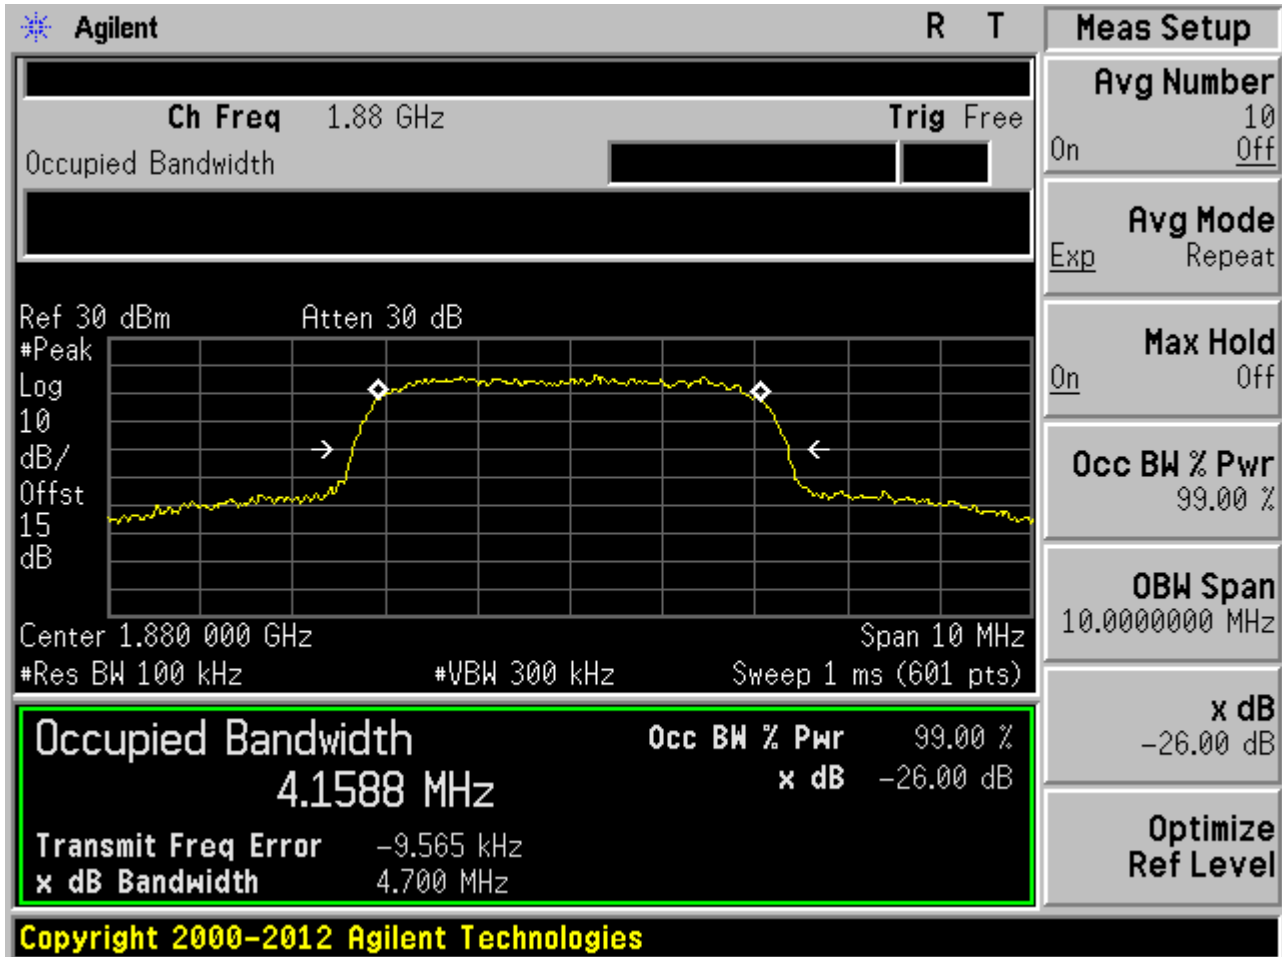 Agilent R T
Meas Setup
Ch Freq 1.88 GHz Trig Free
Occupied Bandwidth
Avg Number
10
On Off
Avg Mode
Exp Repeat
Max Hold
On Off
Occ BW % Pwr
99.00 %
OBW Span
10.0000000 MHz
x dB
-26.00 dB
Optimize
Ref Level
Ref 30 dBm Atten 30 dB
#Peak
Log
10
dB/
Offst
15
dB
Center 1.880 000 GHz Span 10 MHz
#Res BW 100 kHz #VBW 300 kHz Sweep 1 ms (601 pts)
Occupied Bandwidth Occ BW % Pwr 99.00 %
4.1588 MHz x dB -26.00 dB
Transmit Freq Error -9.565 kHz
x dB Bandwidth 4.700 MHz
Copyright 2000-2012 Agilent Technologies